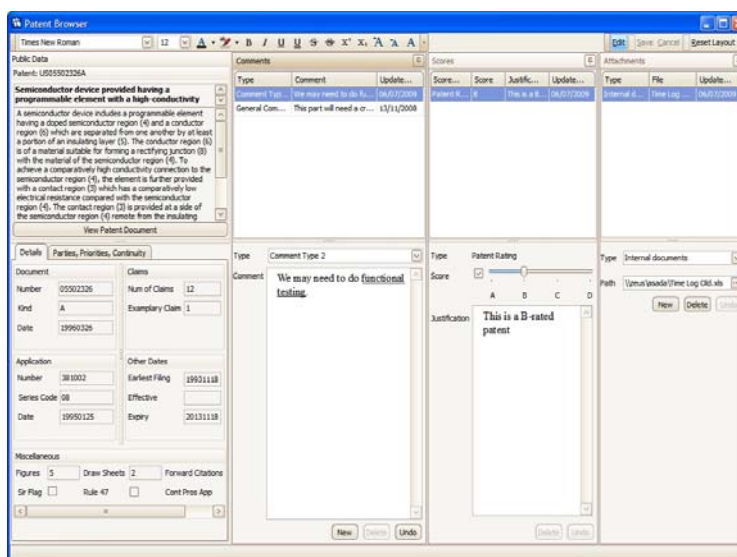 Patent Browser
Times New Roman 12 A B I U U S S X² X₂ A A A Edit Save Cancel Reset Layout
Public Data
Patent: US05502326A
Semiconductor device provided having a
programmable element with a high-conductivity
A semiconductor device includes a programmable element
having a doped semiconductor region (4) and a conductor
region (6) which are separated from one another by at least
a portion of an insulating layer (5). The conductor region (6)
is of a material suitable for forming a rectifying junction (8)
with the material of the semiconductor region (4). To
achieve a comparatively high conductivity connection to the
semiconductor region (4), the element is further provided
with a contact region (3) which has a comparatively low
electrical resistance compared with the semiconductor
region (4). The contact region (3) is provided at a side of
the semiconductor region (4) remote from the insulating
View Patent Document
Details Parties, Priorities, Continuity
Document Claims
Number 05502326 Num of Claims 12
Kind A Examplary Claim 1
Date 19960326
Application Other Dates
Number 381002 Earliest Filing 19931118
Series Code 08 Effective
Date 19950125 Expiry 20131118
Miscellaneous
Figures 5 Draw Sheets 2 Forward Citations
Sir Flag Rule 47 Cont Pros App
Comments
Type Comment Update...
Comment Typ... We may need to do fu... 06/07/2009
General Com... This part will need a cr... 13/11/2008
Type Comment Type 2
Comment We may need to do functional
testing.
New Delete Undo
Scores
Score... Score Justific... Update...
Patent R... B This is a B... 06/07/2009
Type Patent Rating
Score
A B C D
Justification This is a B-rated
patent
Delete Undo
Attachments
Type File Update...
Internal d... Time Log ... 06/07/2009
Type Internal documents
Path \\zeus\asada\Time Log Old.xls
New Delete Undo